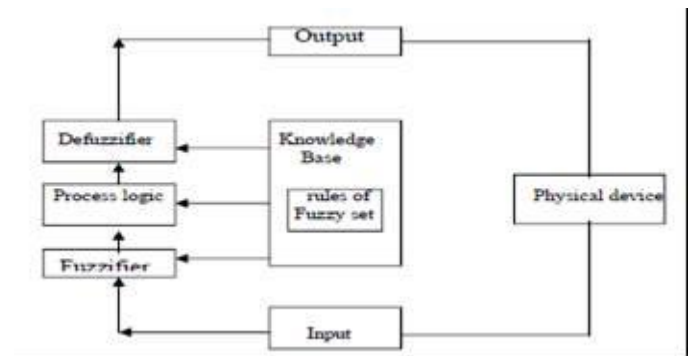 Output
Defuzzifier
Knowledge
Base
Process logic
rules of
Fuzzy set
Physical device
Fuzzifier
Input